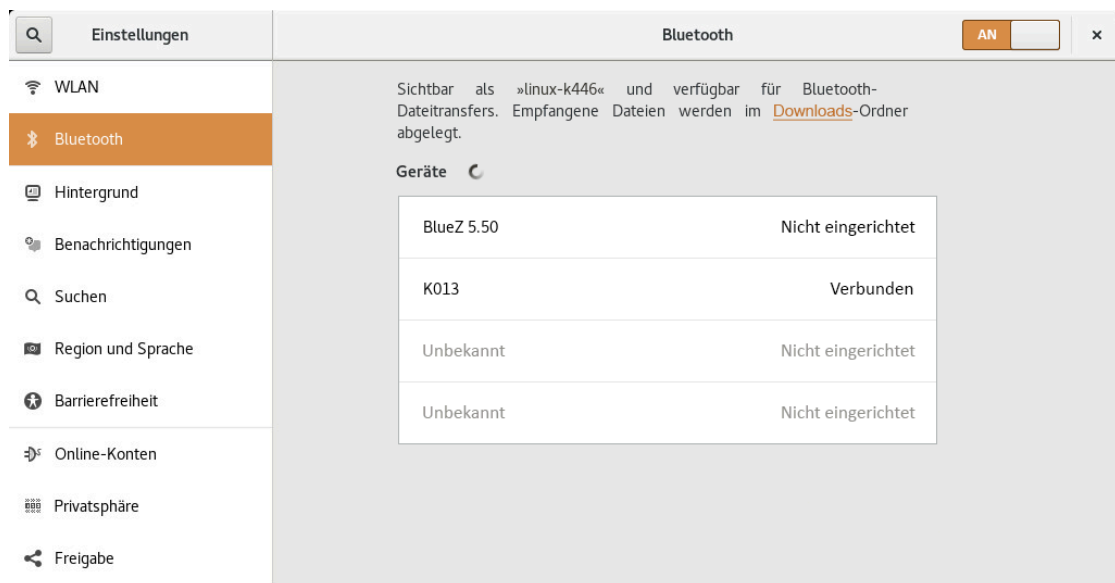 Einstellungen
Bluetooth
AN
WLAN
Bluetooth
Hintergrund
Benachrichtigungen
Suchen
Region und Sprache
Barrierefreiheit
Online-Konten
Privatsphäre
Freigabe
Sichtbar als »linux-k446« und verfügbar für Bluetooth-
Dateitransfers. Empfangene Dateien werden im Downloads-Ordner
abgelegt.
Geräte
BlueZ 5.50 Nicht eingerichtet
K013 Verbunden
Unbekannt Nicht eingerichtet
Unbekannt Nicht eingerichtet